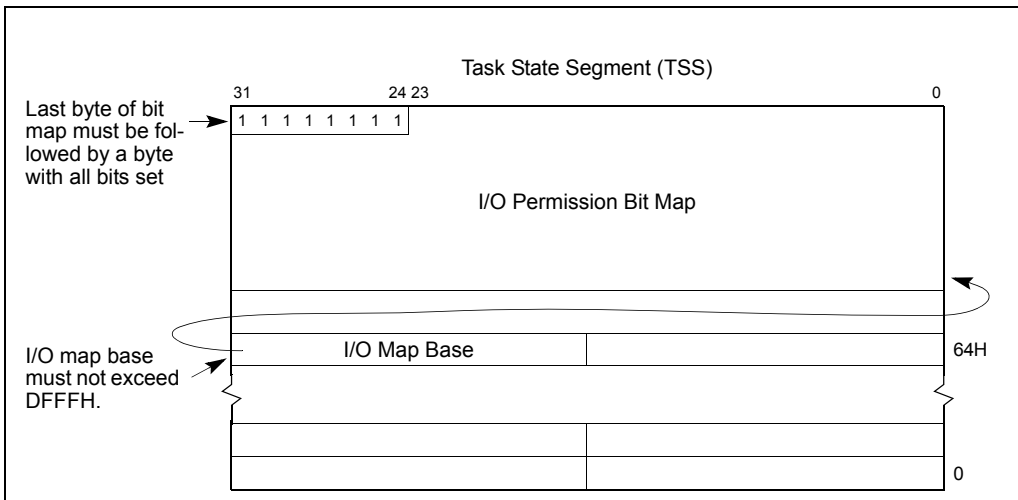 Task State Segment (TSS)
31 24 23 0
Last byte of bit
map must be fol-
lowed by a byte
with all bits set
1 1 1 1 1 1 1 1
I/O Permission Bit Map
I/O map base
must not exceed
DFFFH.
I/O Map Base
64H
0